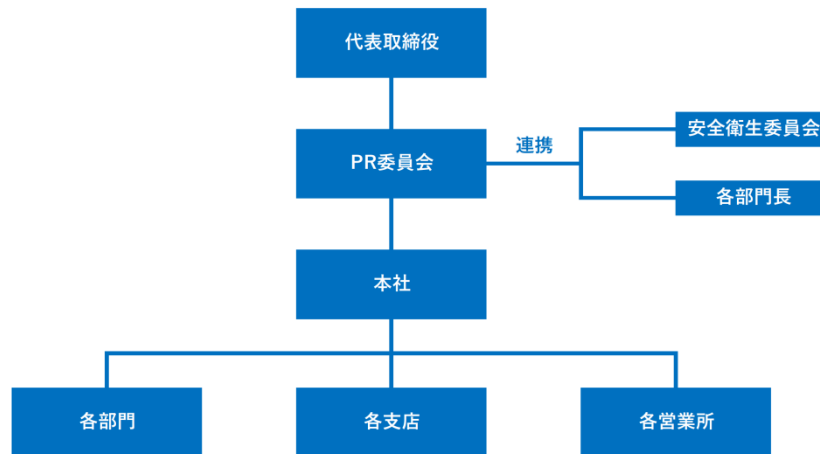 代表取締役
PR委員会
連携
安全衛生委員会
各部門長
本社
各部門
各支店
各営業所